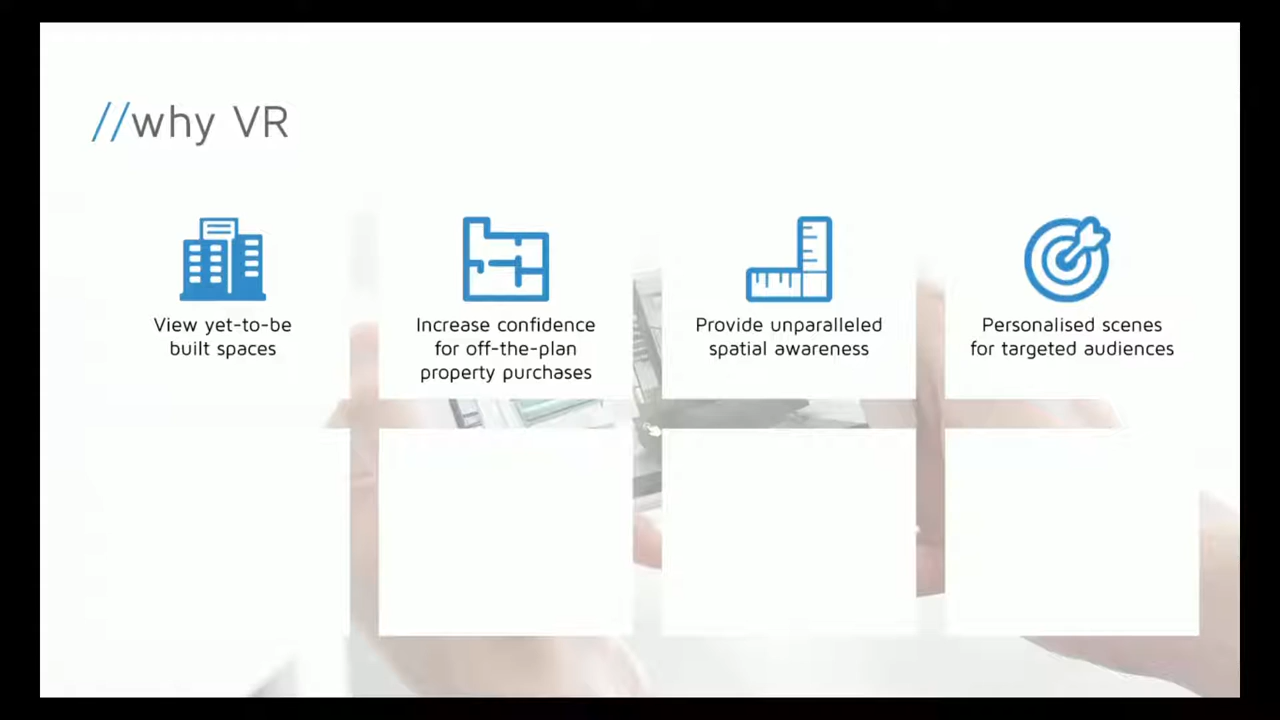 //why VR
View yet-to-be
built spaces
Increase confidence
for off-the-plan
property purchases
Provide unparalleled
spatial awareness
Personalised scenes
for targeted audiences